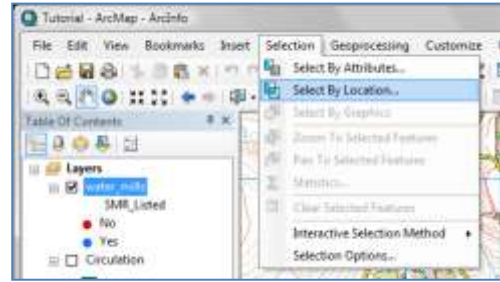 Tutorial - ArcMap - ArcInfo
File Edit View Bookmarks Insert Selection Geoprocessing Customize
Select By Attributes...
Select By Location...
Select By Graphics
Zoom To Selected Features
Pan To Selected Features
Statistics...
Clear Selected Features
Interactive Selection Method
Selection Options...
Table Of Contents
Layers
water_mills
SMR_Listed
No
Yes
Circulation